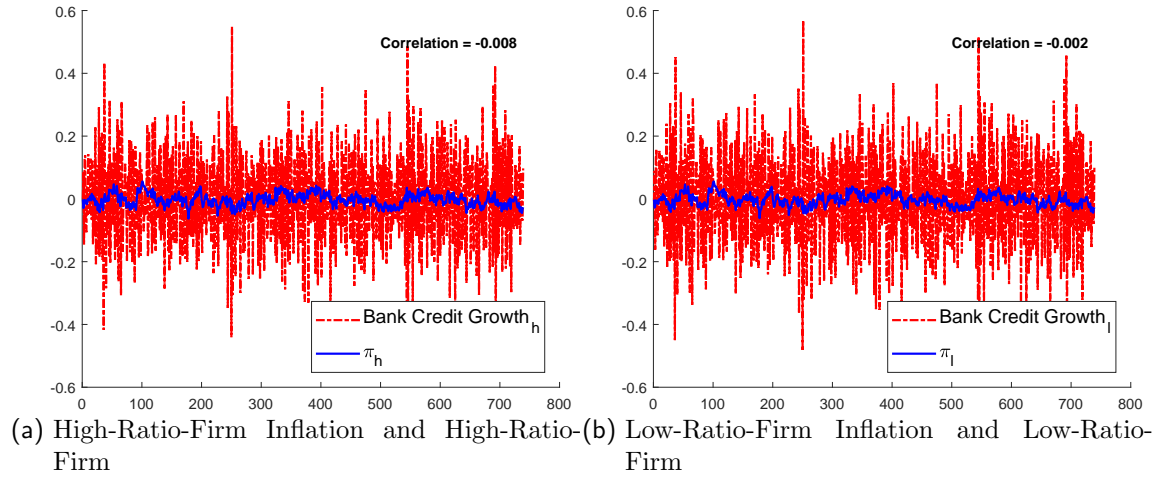 0.6
0.4
0.2
0
-0.2
-0.4
-0.6
0 100 200 300 400 500 600 700 800
Correlation = -0.008
Bank Credit Growth_h
π_h
(a) High-Ratio-Firm Inflation and High-Ratio-
Firm
0.6
0.4
0.2
0
-0.2
-0.4
-0.6
0 100 200 300 400 500 600 700 800
Correlation = -0.002
Bank Credit Growth_l
π_l
(b) Low-Ratio-Firm Inflation and Low-Ratio-
Firm